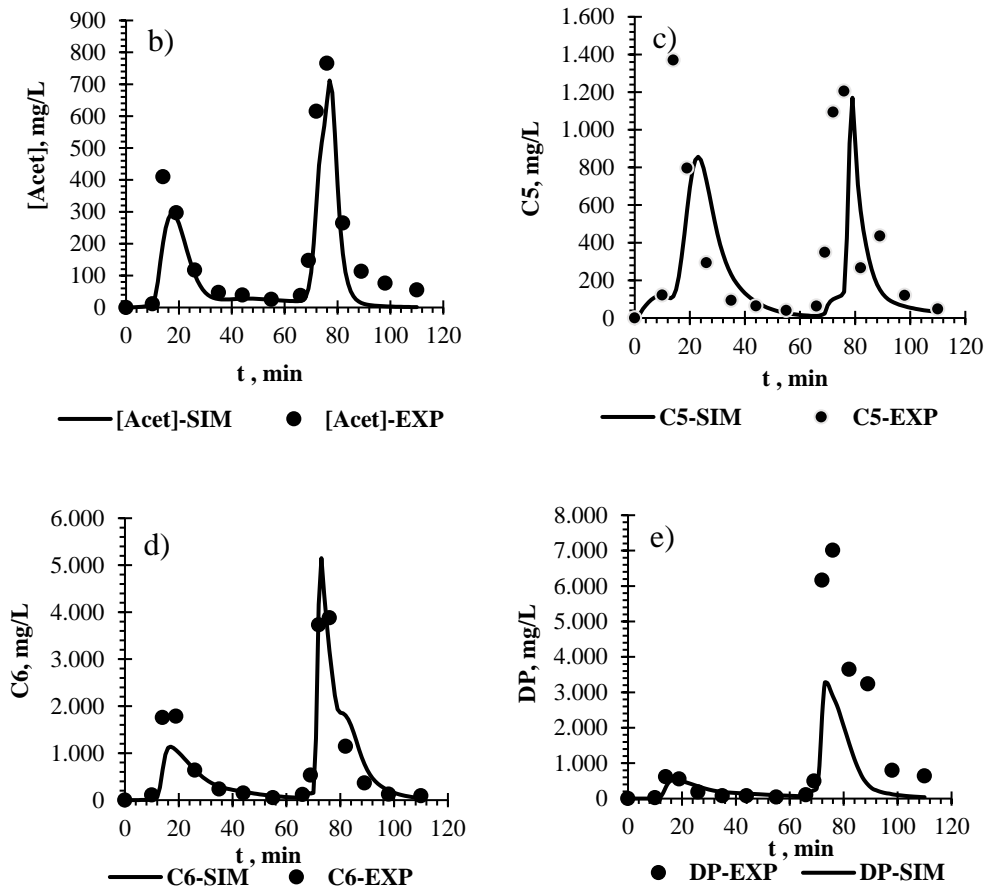 b)
900
800
700
600
500
400
300
200
100
0
[Acet], mg/L
0 20 40 60 80 100 120
t , min
[Acet]-SIM [Acet]-EXP
c)
1.600
1.400
1.200
1.000
800
600
400
200
0
C5, mg/L
0 20 40 60 80 100 120
t , min
C5-SIM C5-EXP
d)
6.000
5.000
4.000
3.000
2.000
1.000
0
C6, mg/L
0 20 40 60 80 100 120
t , min
C6-SIM C6-EXP
e)
8.000
7.000
6.000
5.000
4.000
3.000
2.000
1.000
0
DP, mg/L
0 20 40 60 80 100 120
t , min
DP-EXP DP-SIM